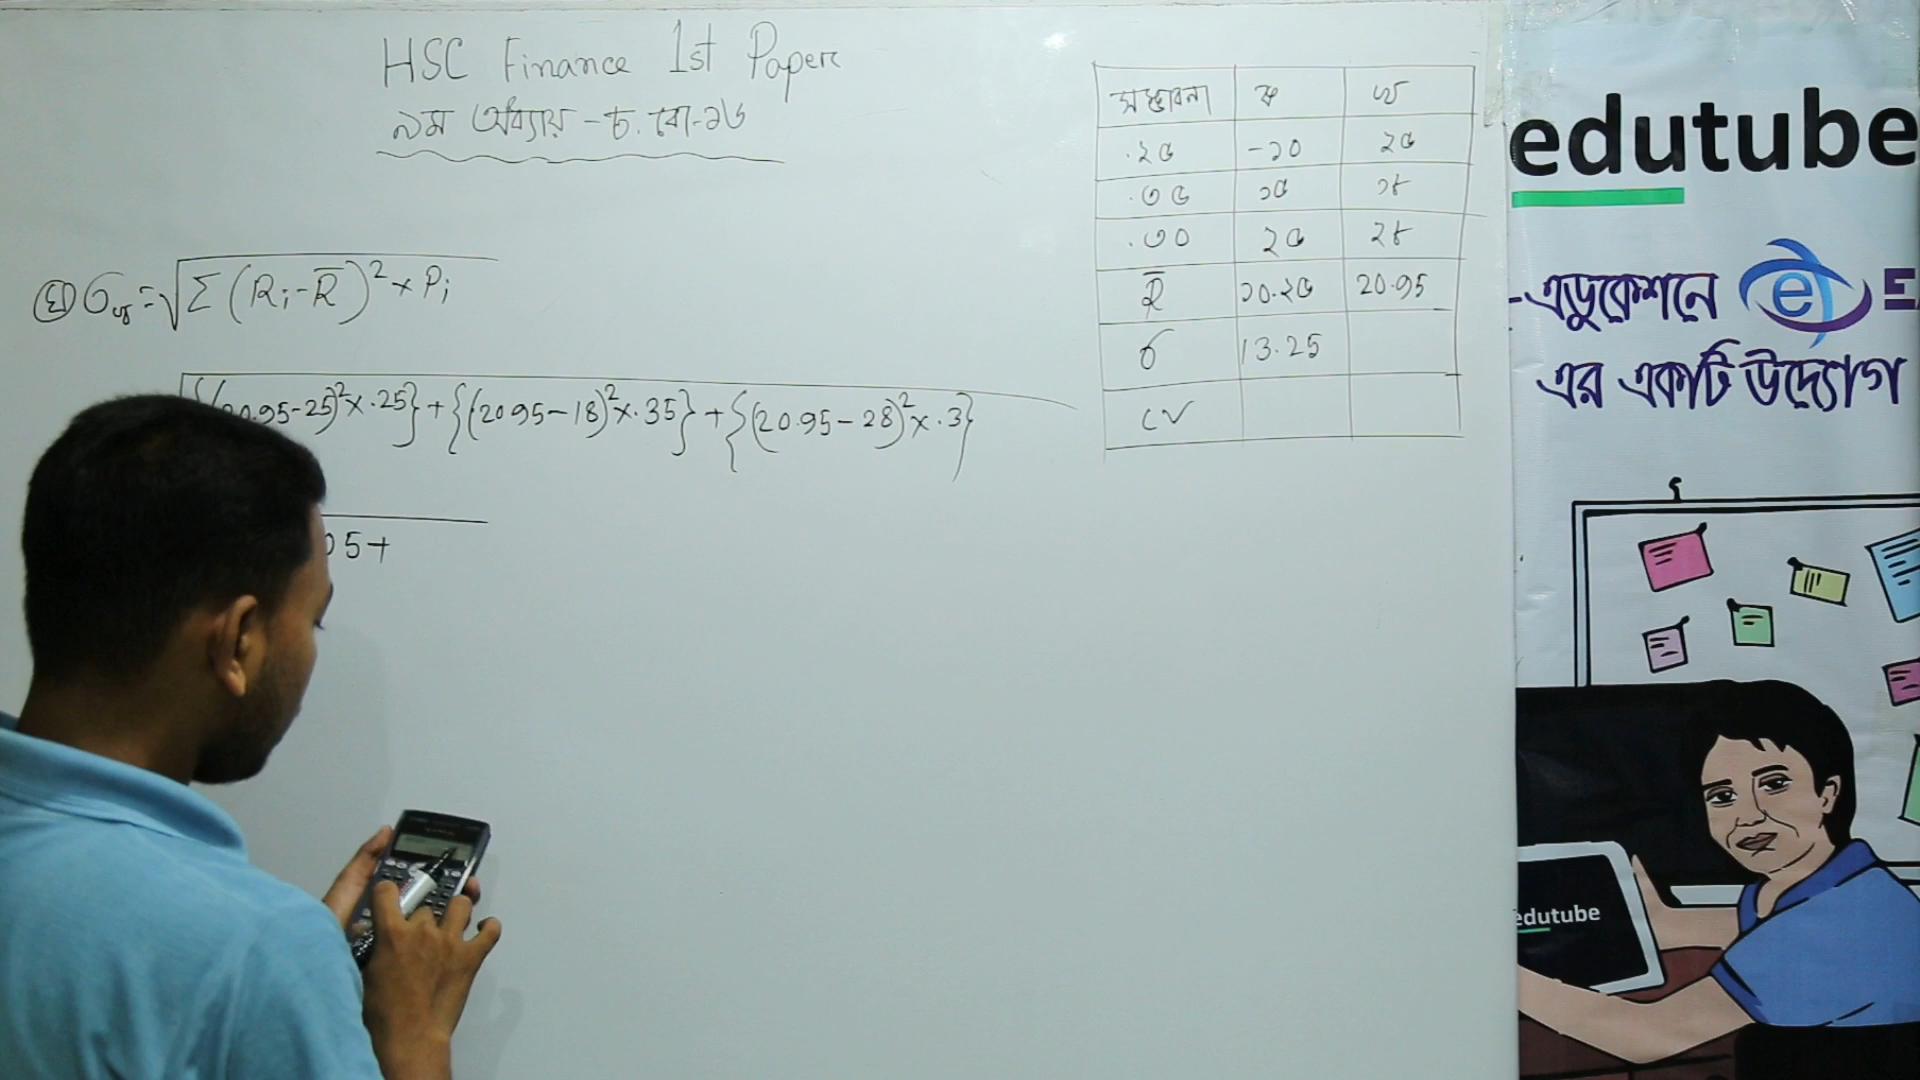 HSC Finance 1st Paper
৯ম অধ্যায় - চ. বো-১৬
সম্ভাবনা ক খ
.২৫ -১০ ২৫
.৩৫ ১৫ ১৮
.৩০ ২৫ ২৮
R̅ ১০.২৫ 20.95
σ 13.25
CV
ঘ σখ = √Σ(Ri - R̅)² × Pi
20.95-25)²×.25} + {(20.95-18)²×.35} + {(20.95-28)²×.3}
05+
edutube
-এডুকেশনে e
এর একটি উদ্যোগ
edutube